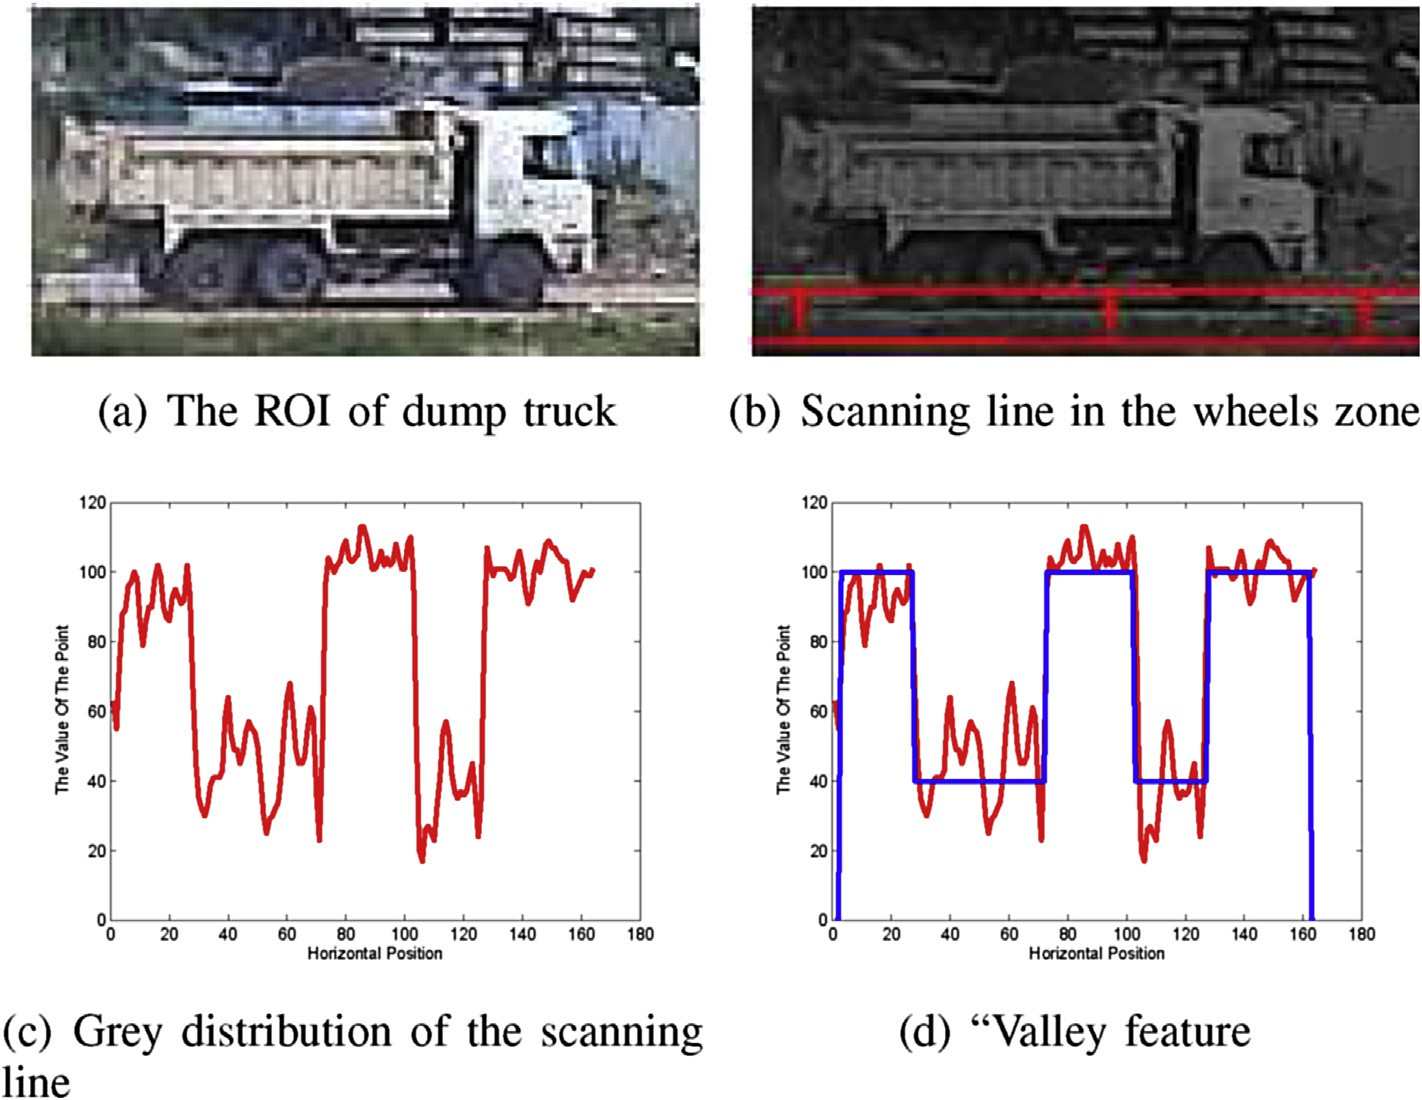 (a) The ROI of dump truck
(b) Scanning line in the wheels zone
120
100
80
60
40
20
0
The Value Of The Point
0 20 40 60 80 100 120 140 160 180
Horizontal Position
120
100
80
60
40
20
0
The Value Of The Point
0 20 40 60 80 100 120 140 160 180
Horizontal Position
(c) Grey distribution of the scanning
line
(d) “Valley feature